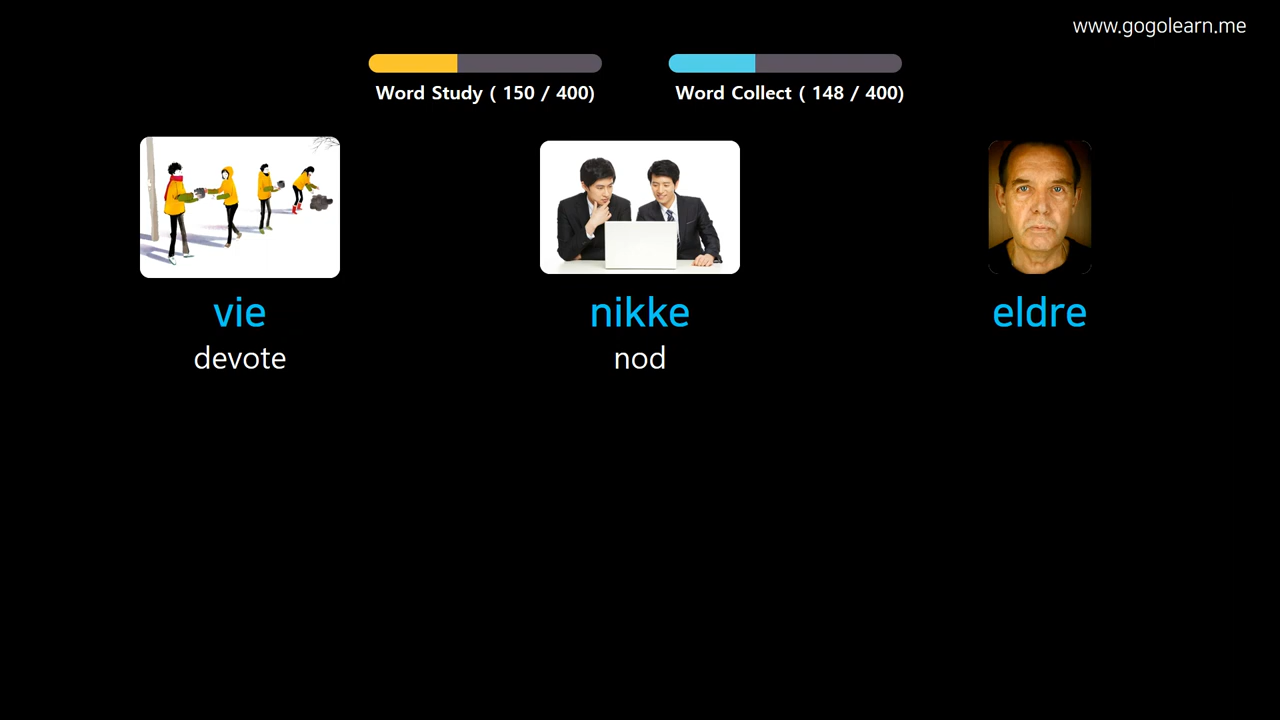 www.gogolearn.me
Word Study ( 150 / 400)
Word Collect ( 148 / 400)
vie
devote
nikke
nod
eldre